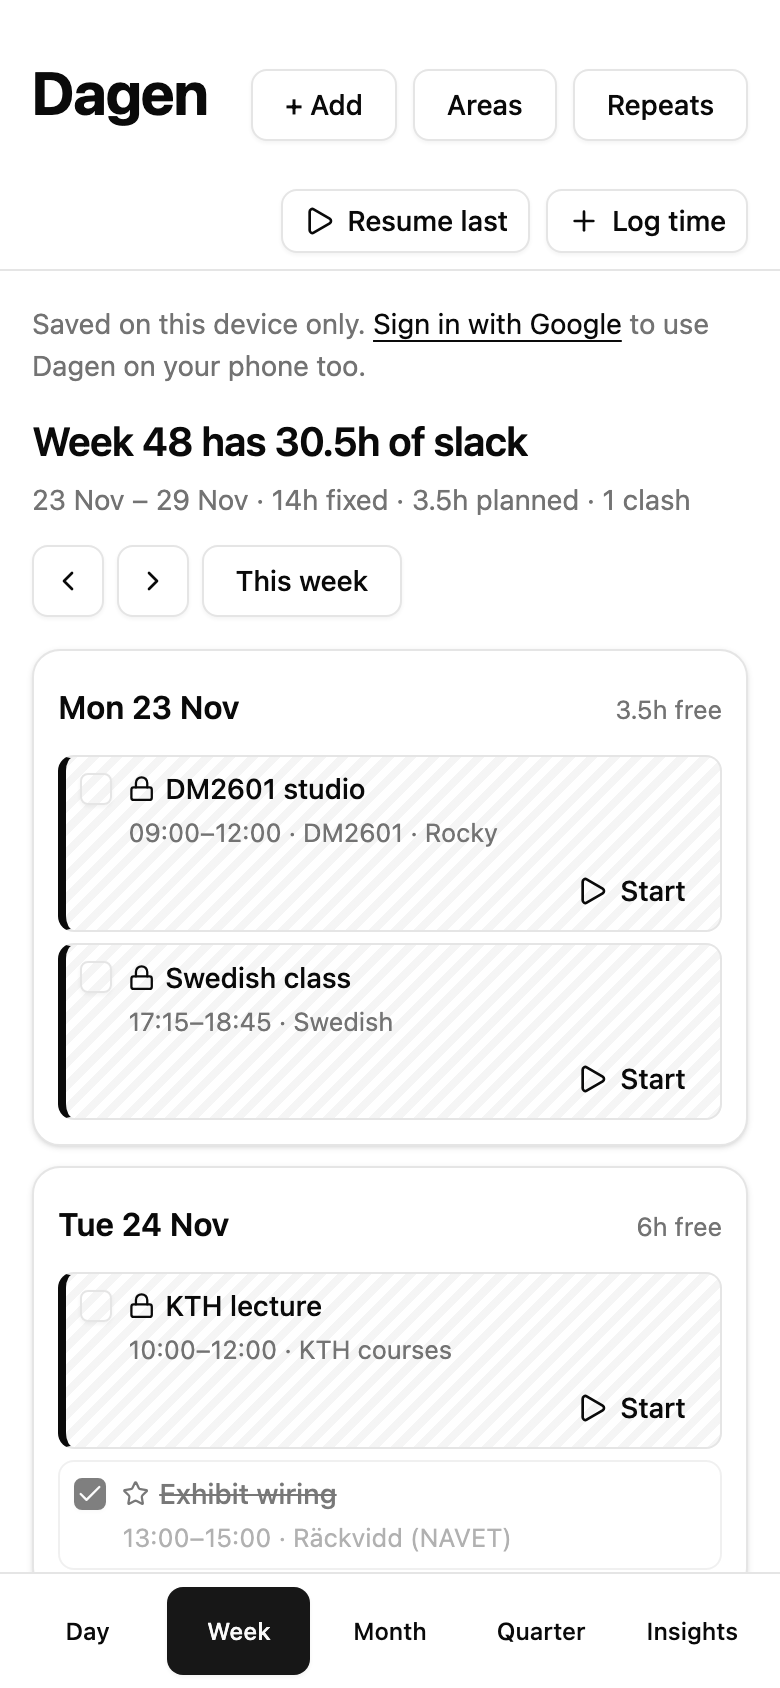 Dagen
+ Add
Areas
Repeats
Resume last
Log time
Saved on this device only. Sign in with Google to use
Dagen on your phone too.
Week 48 has 30.5h of slack
23 Nov – 29 Nov · 14h fixed · 3.5h planned · 1 clash
This week
Mon 23 Nov
3.5h free
DM2601 studio
09:00–12:00 · DM2601 · Rocky
Start
Swedish class
17:15–18:45 · Swedish
Start
Tue 24 Nov
6h free
KTH lecture
10:00–12:00 · KTH courses
Start
Exhibit wiring
13:00–15:00 · Räckvidd (NAVET)
Day
Week
Month
Quarter
Insights